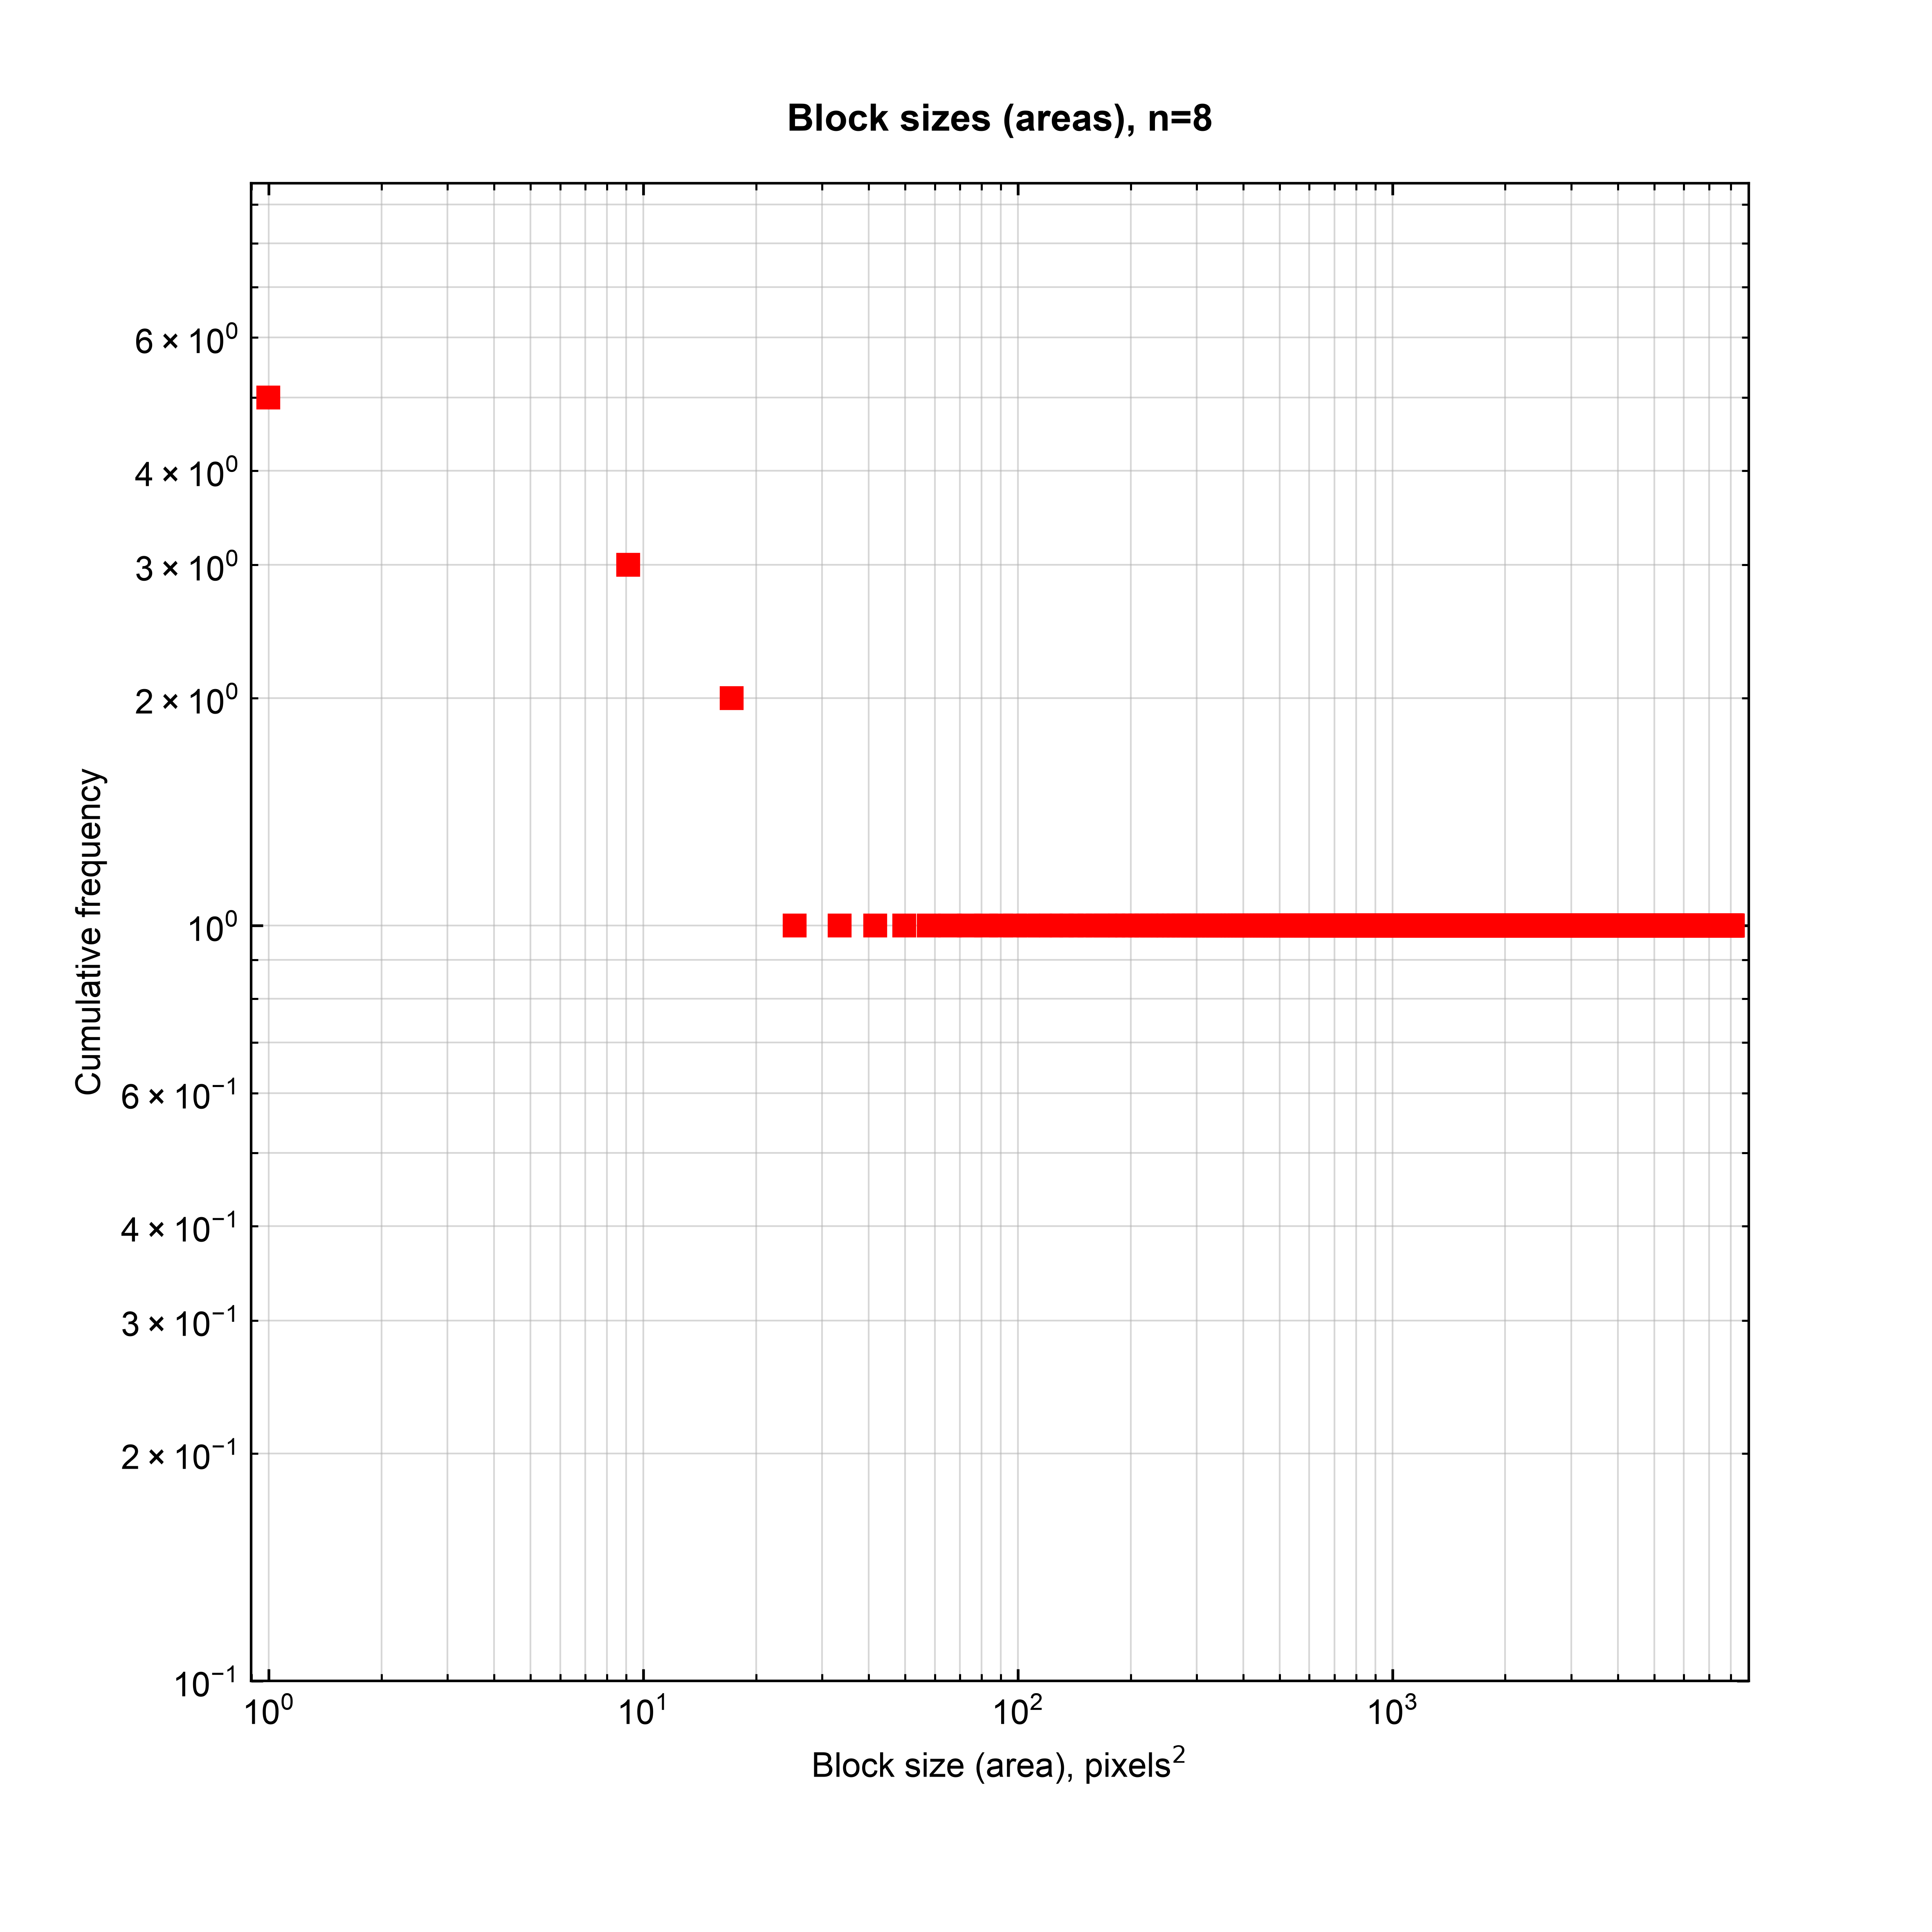 Block sizes (areas), n=8
6 × 10⁰
4 × 10⁰
3 × 10⁰
2 × 10⁰
10⁰
6 × 10⁻¹
4 × 10⁻¹
3 × 10⁻¹
2 × 10⁻¹
10⁻¹
Cumulative frequency
10⁰ 10¹ 10² 10³
Block size (area), pixels²